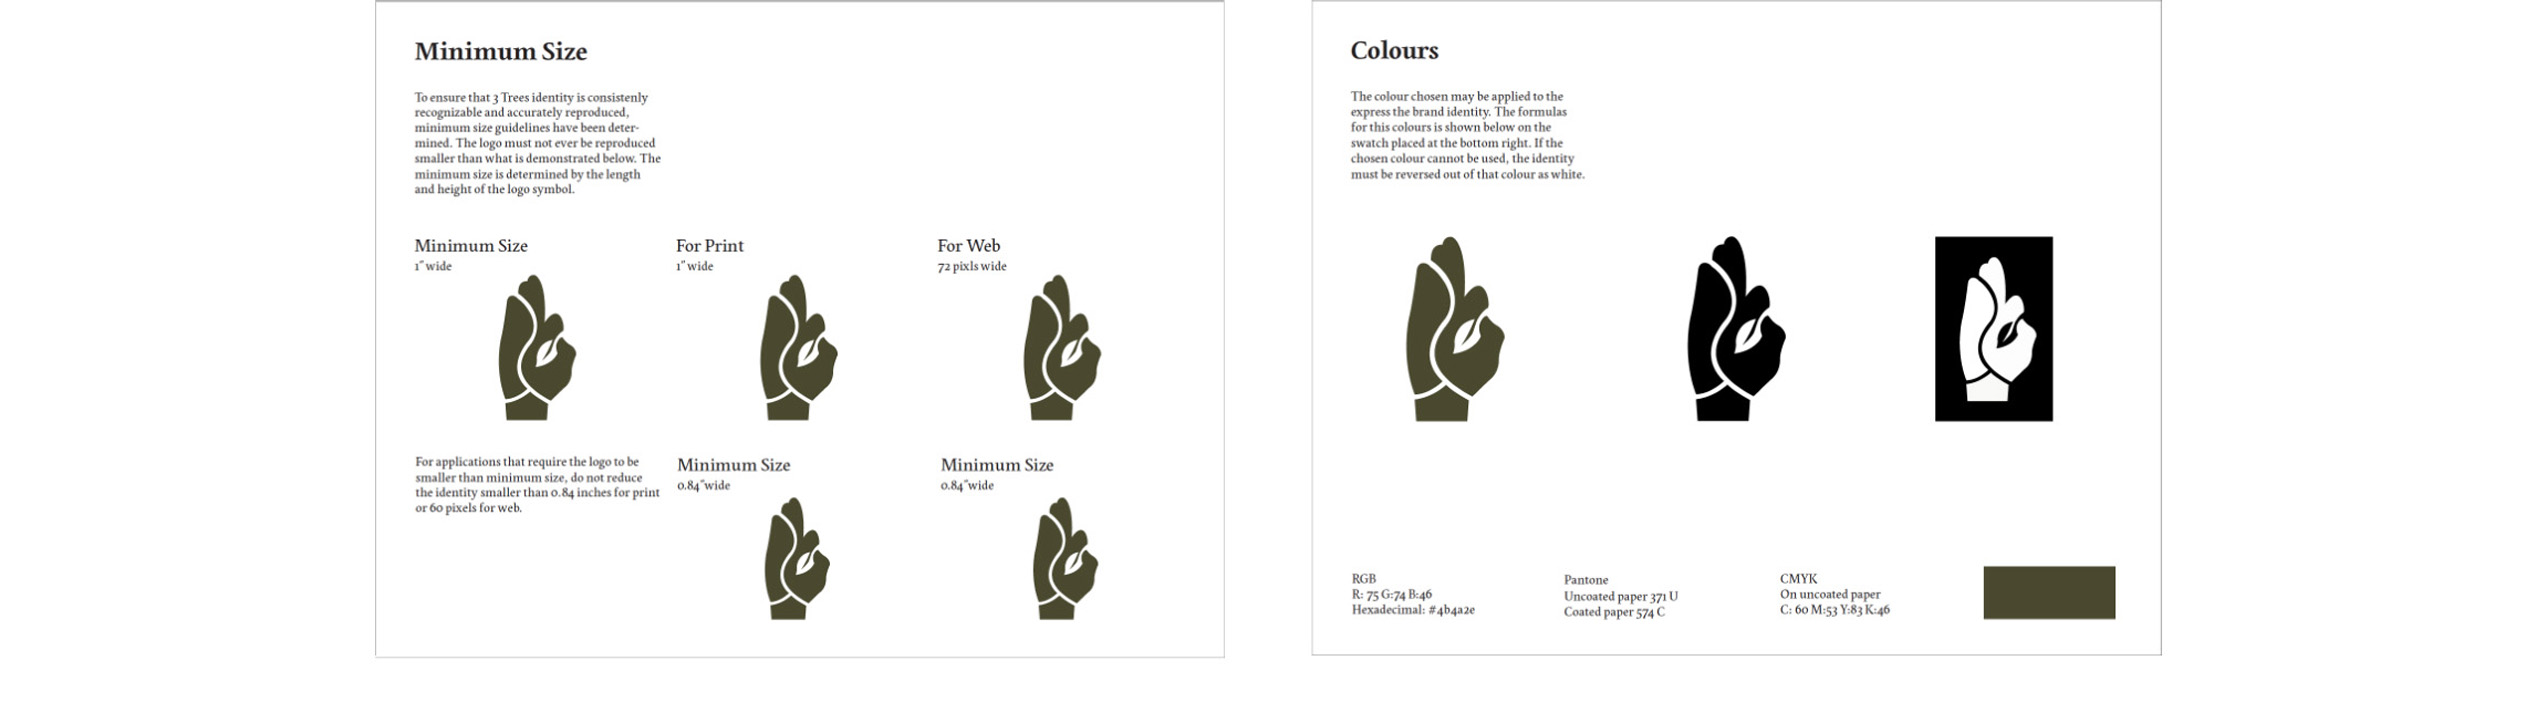 Minimum Size
To ensure that 3 Trees identity is consistenly
recognizable and accurately reproduced,
minimum size guidelines have been deter-
mined. The logo must not ever be reproduced
smaller than what is demonstrated below. The
minimum size is determined by the length
and height of the logo symbol.
Minimum Size
1" wide
For Print
1" wide
For Web
72 pixls wide
For applications that require the logo to be
smaller than minimum size, do not reduce
the identity smaller than 0.84 inches for print
or 60 pixels for web.
Minimum Size
0.84"wide
Minimum Size
0.84"wide
Colours
The colour chosen may be applied to the
express the brand identity. The formulas
for this colours is shown below on the
swatch placed at the bottom right. If the
chosen colour cannot be used, the identity
must be reversed out of that colour as white.
RGB
R: 75 G:74 B:46
Hexadecimal: #4b4a2e
Pantone
Uncoated paper 371 U
Coated paper 574 C
CMYK
On uncoated paper
C: 60 M:53 Y:83 K:46